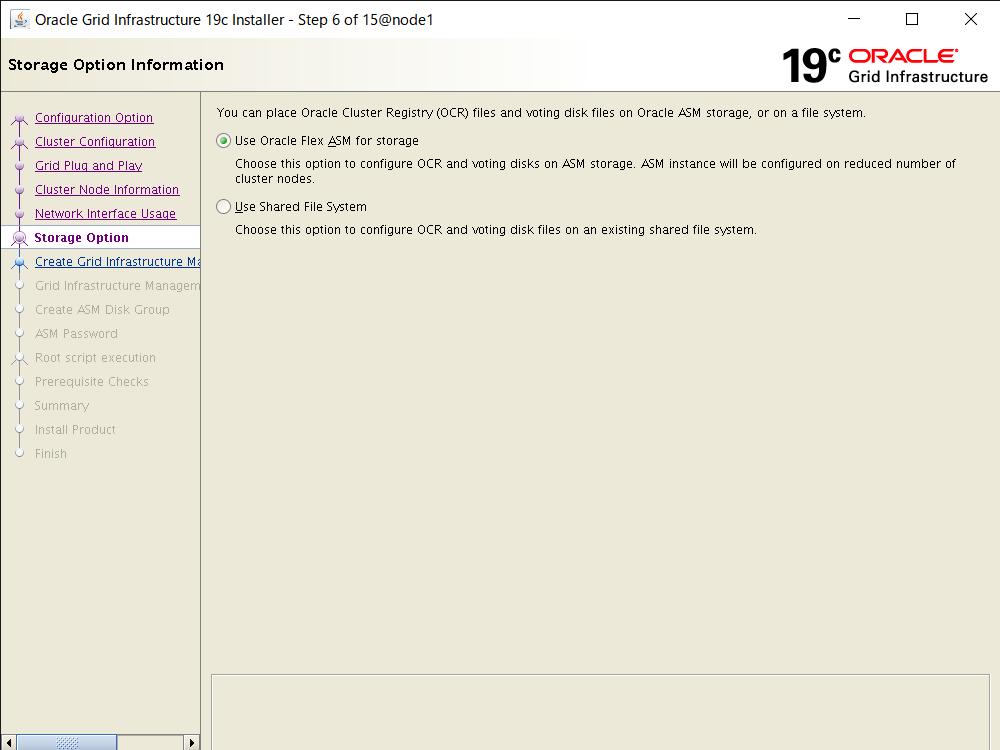 Oracle Grid Infrastructure 19c Installer - Step 6 of 15@node1
Storage Option Information
19c ORACLE
Grid Infrastructure
Configuration Option
Cluster Configuration
Grid Plug and Play
Cluster Node Information
Network Interface Usage
Storage Option
Create Grid Infrastructure Ma
Grid Infrastructure Managem
Create ASM Disk Group
ASM Password
Root script execution
Prerequisite Checks
Summary
Install Product
Finish
You can place Oracle Cluster Registry (OCR) files and voting disk files on Oracle ASM storage, or on a file system.
Use Oracle Flex ASM for storage
Choose this option to configure OCR and voting disks on ASM storage. ASM instance will be configured on reduced number of
cluster nodes.
Use Shared File System
Choose this option to configure OCR and voting disk files on an existing shared file system.